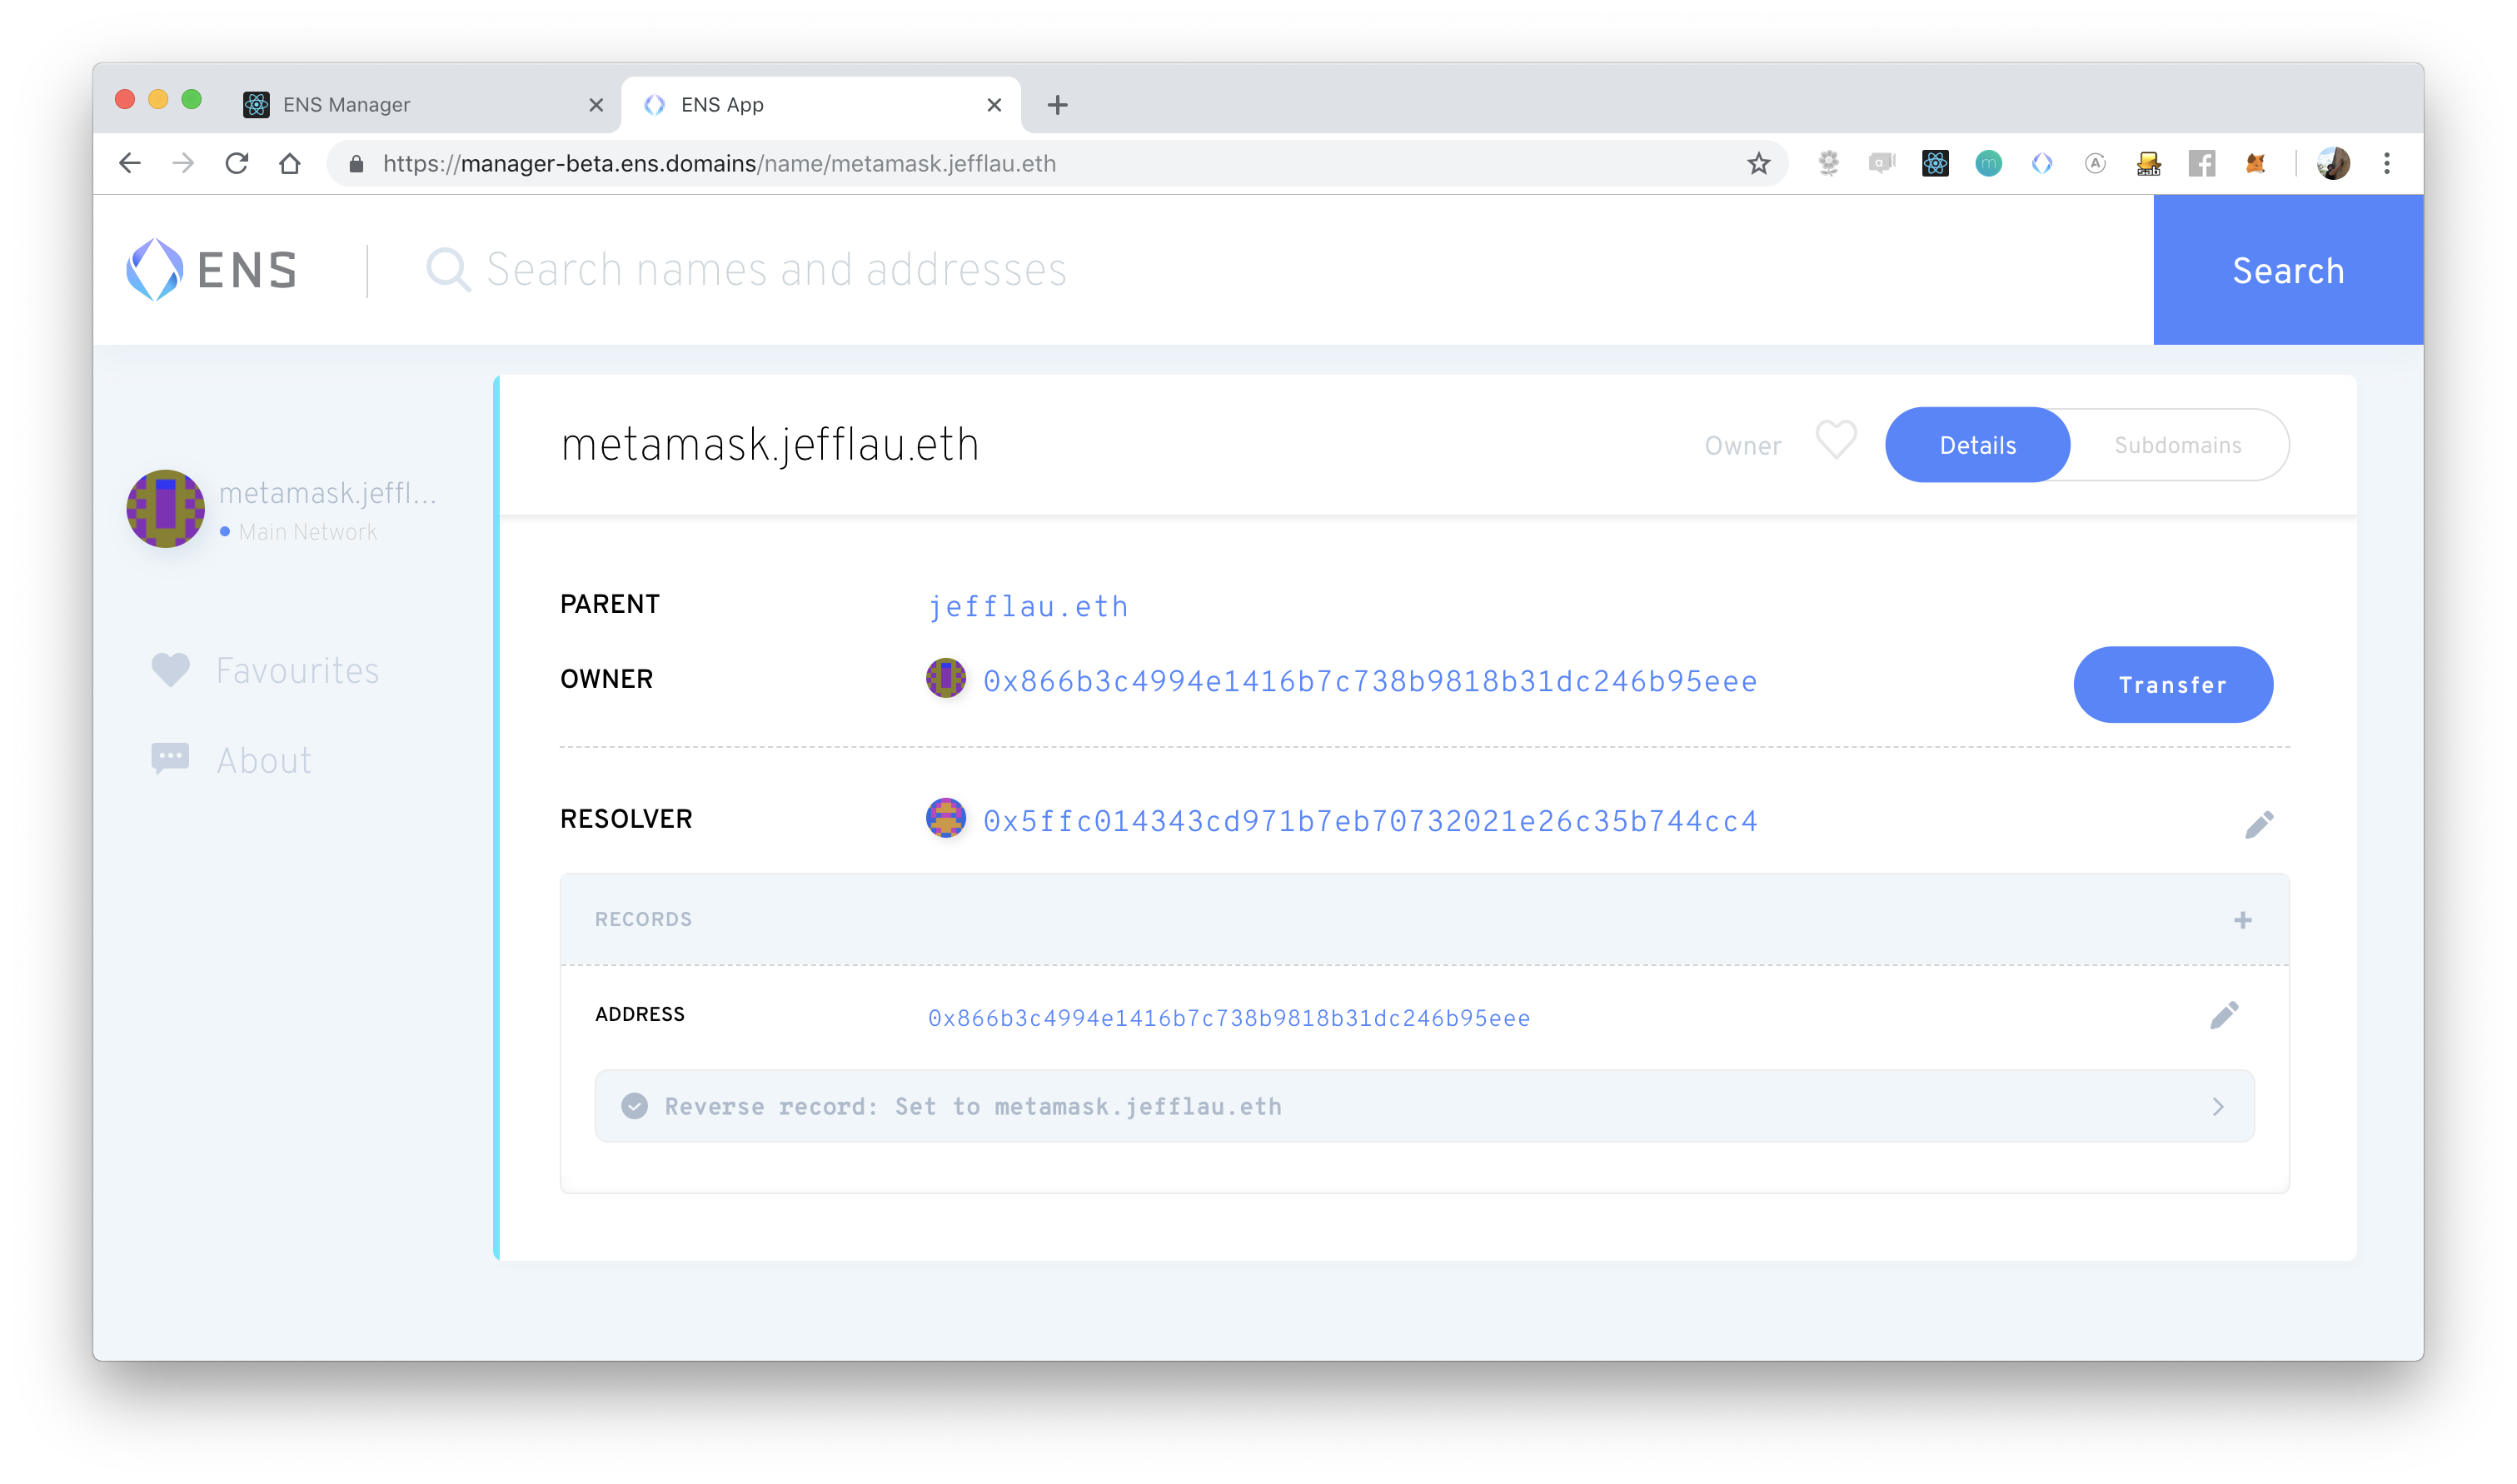 ENS Manager
ENS App
https://manager-beta.ens.domains/name/metamask.jefflau.eth
ENS
Search names and addresses
Search
metamask.jefflau.eth
Owner
Details
Subdomains
metamask.jeffl...
Main Network
PARENT
jefflau.eth
Favourites
OWNER
0x866b3c4994e1416b7c738b9818b31dc246b95eee
Transfer
About
RESOLVER
0x5ffc014343cd971b7eb70732021e26c35b744cc4
RECORDS
ADDRESS
0x866b3c4994e1416b7c738b9818b31dc246b95eee
Reverse record: Set to metamask.jefflau.eth